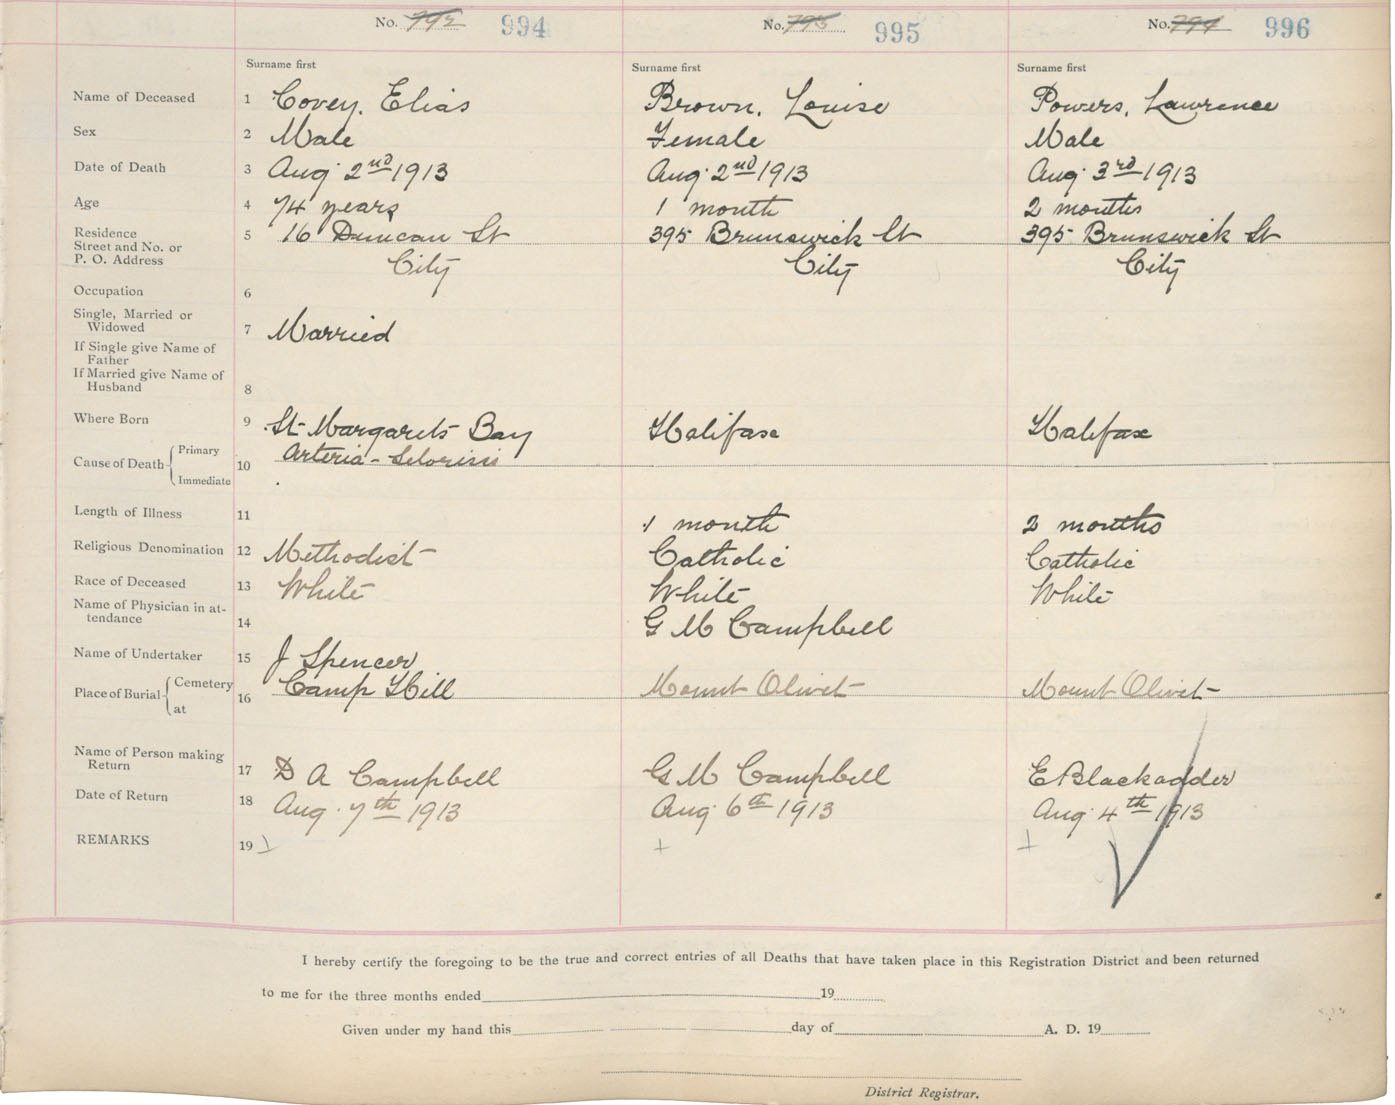 No. 792 994 No. 793 995 No. 794 996
Surname first Surname first Surname first
Name of Deceased 1 Covey, Elias Brown, Louise Powers, Lawrence
Sex 2 Male Female Male
Date of Death 3 Aug 2nd 1913 Aug 2nd 1913 Aug 3rd 1913
Age 4 74 years 1 month 2 months
Residence
Street and No. or 5 16 Duncan St 395 Brunswick St 395 Brunswick St
P. O. Address City City City
Occupation 6
Single, Married or
Widowed 7 Married
If Single give Name of
Father
If Married give Name of
Husband 8
Where Born 9 St Margarets Bay Halifax Halifax
Cause of Death Primary 10 Arteria - Selorisis
Immediate
Length of Illness 11 1 month 2 months
Religious Denomination 12 Methodist Catholic Catholic
Race of Deceased 13 White White White
Name of Physician in at-
tendance 14 G M Campbell
Name of Undertaker 15 J Spencer
Place of Burial Cemetery 16 Camp Hill Mount Olivet Mount Olivet
at
Name of Person making
Return 17 D A Campbell G M Campbell E Blackadder
Date of Return 18 Aug 7th 1913 Aug 6th 1913 Aug 4th 1913
REMARKS 19
I hereby certify the foregoing to be the true and correct entries of all Deaths that have taken place in this Registration District and been returned
to me for the three months ended 19
Given under my hand this day of A. D. 19
District Registrar.